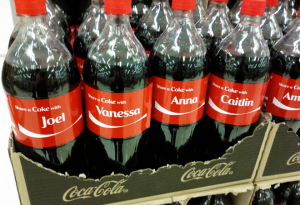 Share a Coke with
Joel
Share a Coke with
Vanessa
Share a Coke with
Anna
Share a Coke with
Caitlin
Am
Coca-Cola
Coca-Cola